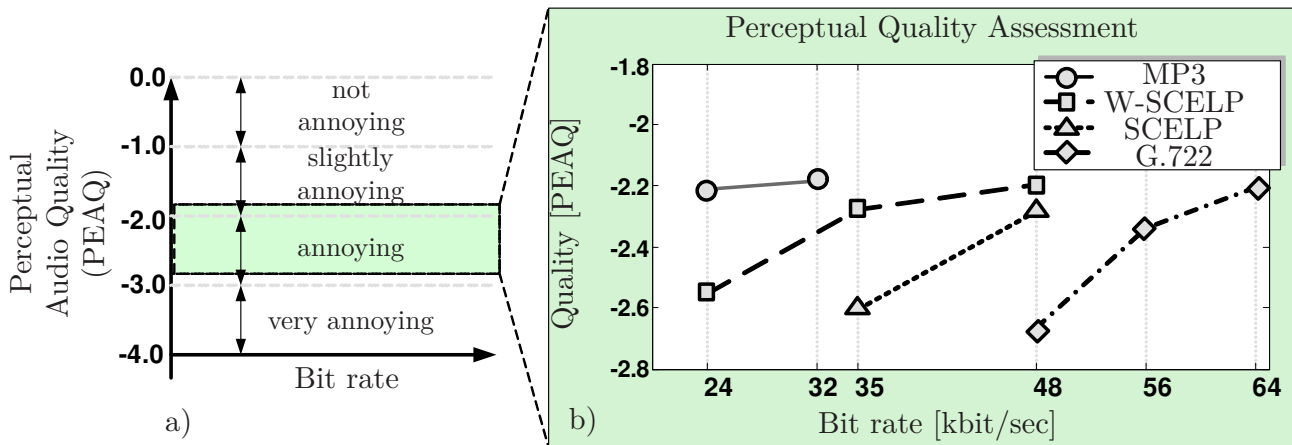 Perceptual
Audio Quality
(PEAQ)
0.0
-1.0
-2.0
-3.0
-4.0
not
annoying
slightly
annoying
annoying
very annoying
Bit rate
a)
Perceptual Quality Assessment
Quality [PEAQ]
-1.8
-2
-2.2
-2.4
-2.6
-2.8
MP3
W-SCELP
SCELP
G.722
24 32 35 48 56 64
Bit rate [kbit/sec]
b)